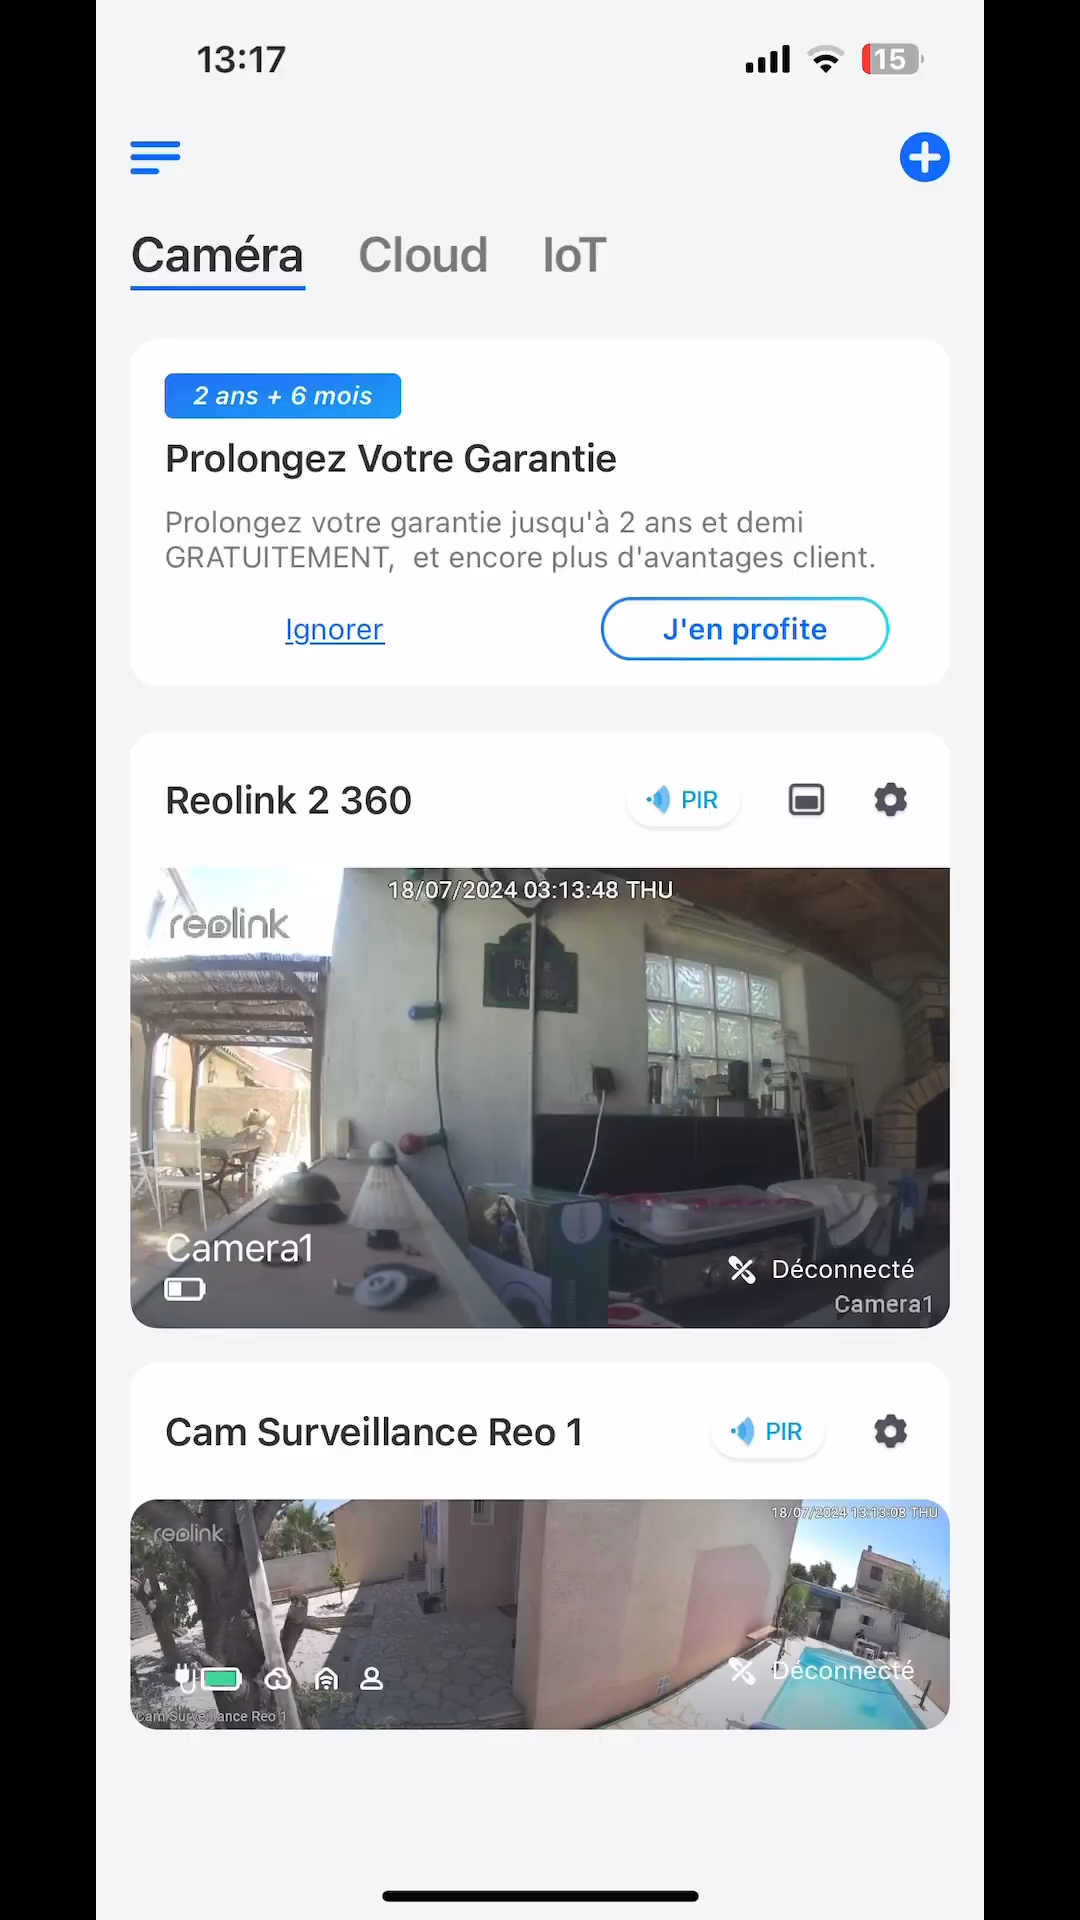 13:17
15
Caméra
Cloud
IoT
2 ans + 6 mois
Prolongez Votre Garantie
Prolongez votre garantie jusqu'à 2 ans et demi
GRATUITEMENT, et encore plus d'avantages client.
Ignorer
J'en profite
Reolink 2 360
PIR
18/07/2024 03:13:48 THU
reolink
Camera1
Déconnecté
Camera1
Cam Surveillance Reo 1
PIR
18/07/2024 13:13:08 THU
reolink
Déconnecté
Cam Surveillance Reo 1